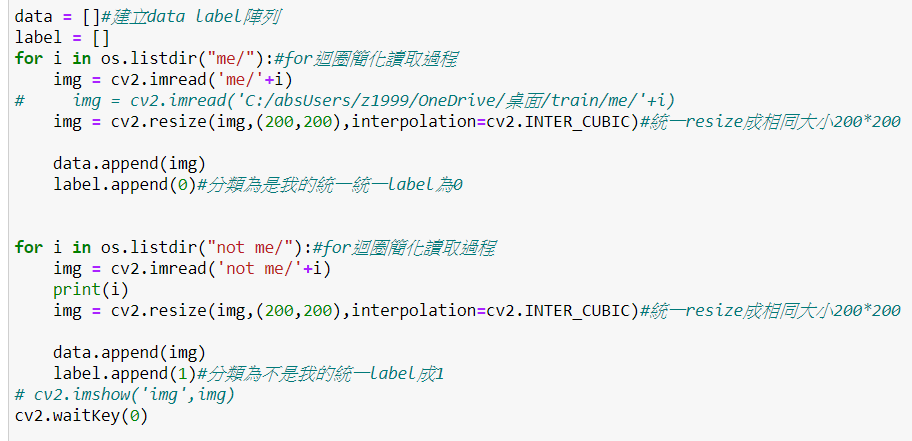 data = []#建立data label陣列
label = []
for i in os.listdir("me/"):#for迴圈簡化讀取過程
    img = cv2.imread('me/'+i)
#     img = cv2.imread('C:/absUsers/z1999/OneDrive/桌面/train/me/'+i)
    img = cv2.resize(img,(200,200),interpolation=cv2.INTER_CUBIC)#統一resize成相同大小200*200
    data.append(img)
    label.append(0)#分類為是我的統一統一label為0
for i in os.listdir("not me/"):#for迴圈簡化讀取過程
    img = cv2.imread('not me/'+i)
    print(i)
    img = cv2.resize(img,(200,200),interpolation=cv2.INTER_CUBIC)#統一resize成相同大小200*200
    data.append(img)
    label.append(1)#分類為不是我的統一label成1
# cv2.imshow('img',img)
cv2.waitKey(0)